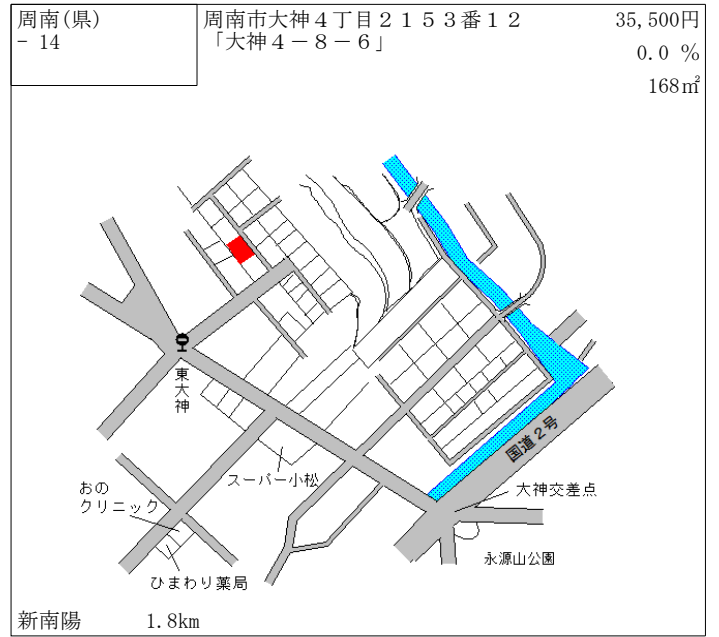 周南(県)
- 14
周南市大神４丁目２１５３番１２
「大神４－８－６」
35,500円
0.0 %
168㎡
東大神
国道２号
スーパー小松
大神交差点
おの
クリニック
永源山公園
ひまわり薬局
新南陽 1.8km